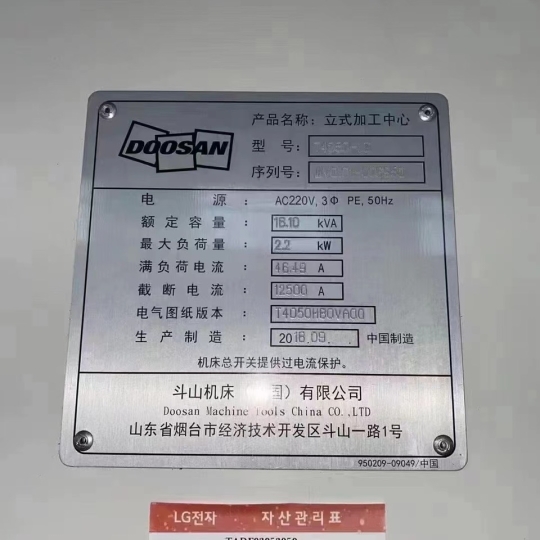 DOOSAN
产品名称: 立式加工中心
型 号:
序列号:
电 源: AC220V, 3Φ PE, 50Hz
额定容量: 16.10 kVA
最大负荷量: 2.2 kW
满负荷电流: 46.49 A
截断电流: 12500 A
电气图纸版本: T4050HB0VA00
生产制造: 2016.09. 中国制造
机床总开关提供过电流保护。
斗山机床 国）有限公司
Doosan Machine Tools China CO.,LTD
山东省烟台市经济技术开发区斗山一路1号
950209-09049/中国
LG전자 자산관리표